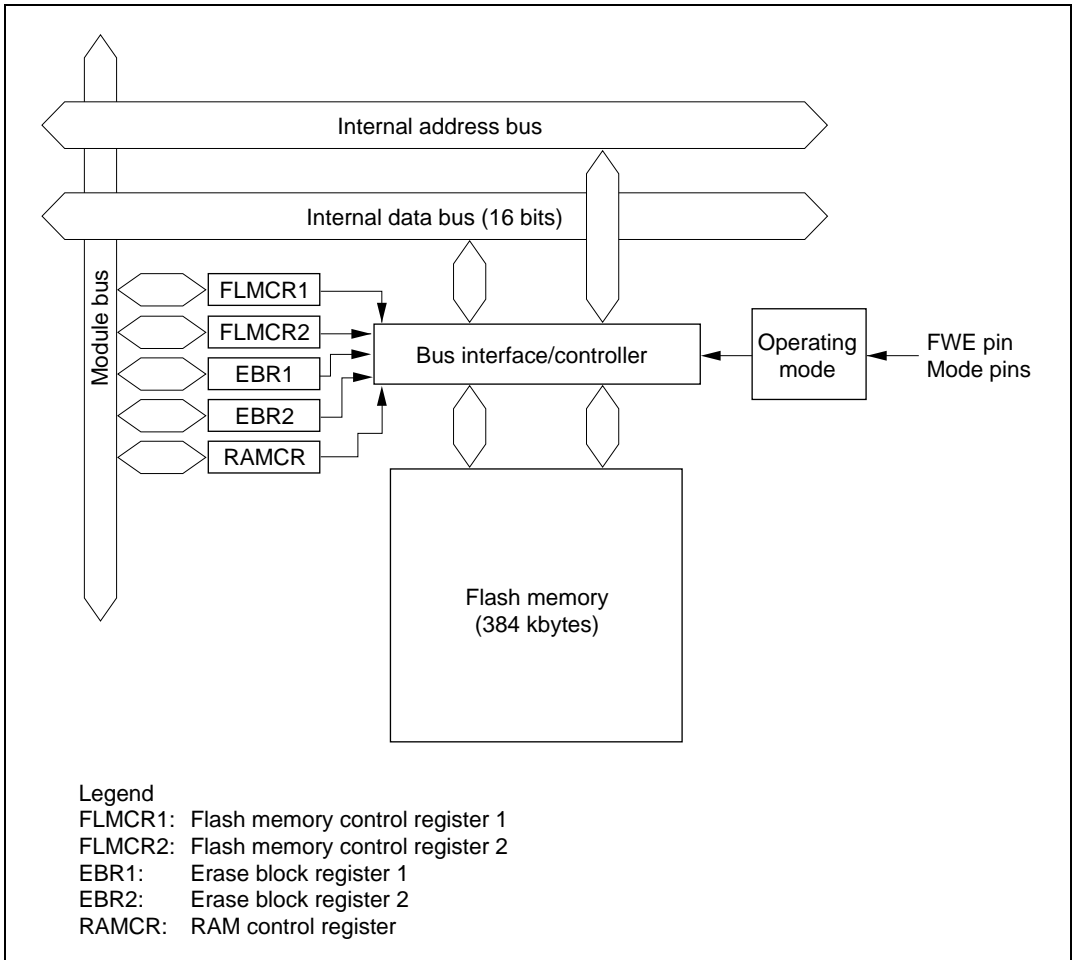 Internal address bus
Internal data bus (16 bits)
Module bus
FLMCR1
FLMCR2
EBR1
EBR2
RAMCR
Bus interface/controller
Operating
mode
FWE pin
Mode pins
Flash memory
(384 kbytes)
Legend
FLMCR1: Flash memory control register 1
FLMCR2: Flash memory control register 2
EBR1: Erase block register 1
EBR2: Erase block register 2
RAMCR: RAM control register